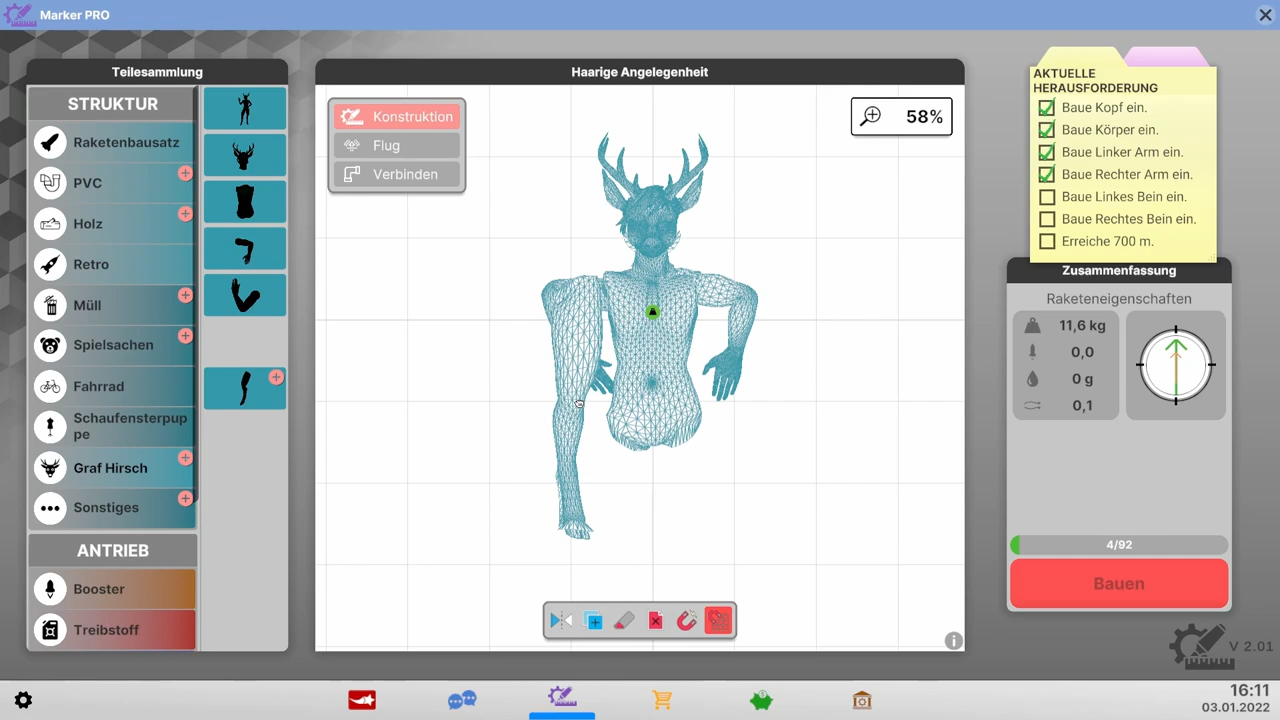 Marker PRO
Teilesammlung
STRUKTUR
Raketenbausatz
PVC
Holz
Retro
Müll
Spielsachen
Fahrrad
Schaufensterpup
pe
Graf Hirsch
Sonstiges
ANTRIEB
Booster
Treibstoff
Haarige Angelegenheit
Konstruktion
Flug
Verbinden
58%
AKTUELLE
HERAUSFORDERUNG
Baue Kopf ein.
Baue Körper ein.
Baue Linker Arm ein.
Baue Rechter Arm ein.
Baue Linkes Bein ein.
Baue Rechtes Bein ein.
Erreiche 700 m.
Zusammenfassung
Raketeneigenschaften
11,6 kg
0,0
0 g
0,1
4/92
Bauen
V 2.01
16:11
03.01.2022